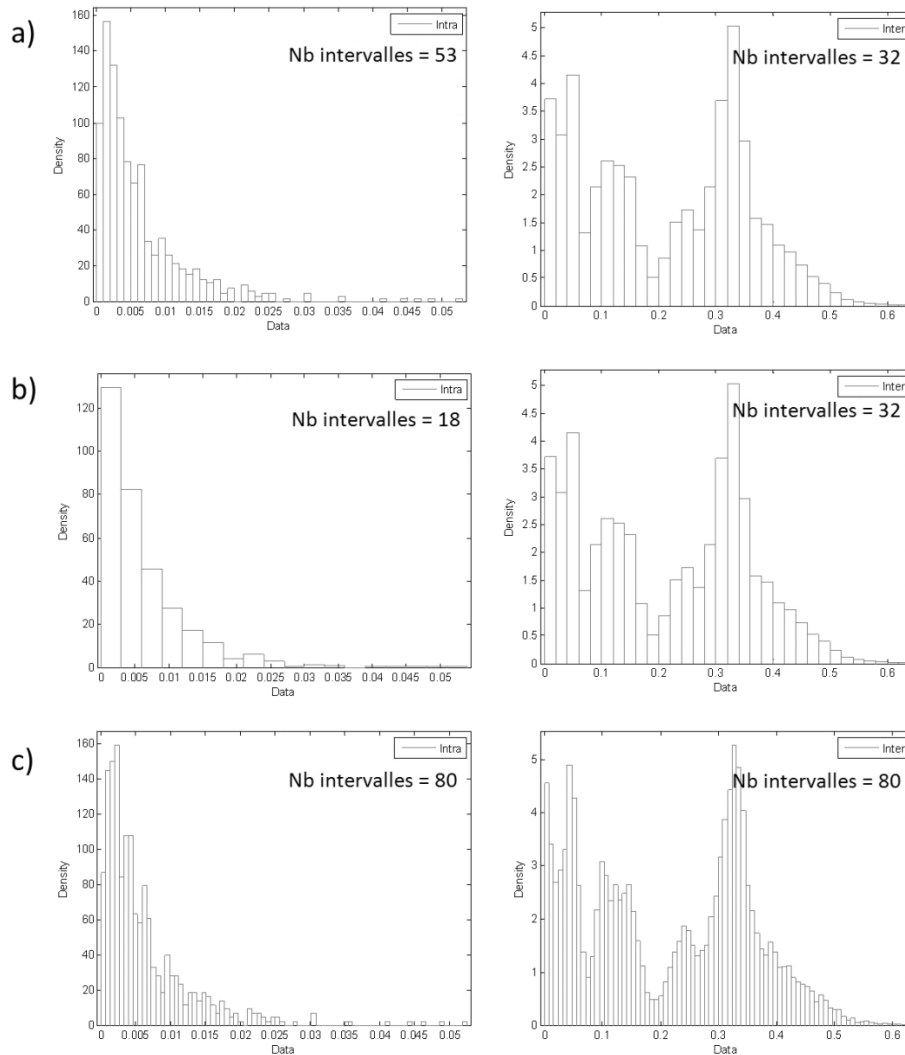 a)
Intra
Nb intervalles = 53
160
140
120
100
80
60
40
20
0
Density
0 0.005 0.01 0.015 0.02 0.025 0.03 0.035 0.04 0.045 0.05
Data
Inter
Nb intervalles = 32
5
4.5
4
3.5
3
2.5
2
1.5
1
0.5
0
Density
0 0.1 0.2 0.3 0.4 0.5 0.6
Data
b)
Intra
Nb intervalles = 18
120
100
80
60
40
20
0
Density
0 0.005 0.01 0.015 0.02 0.025 0.03 0.035 0.04 0.045 0.05
Data
Inter
Nb intervalles = 32
5
4.5
4
3.5
3
2.5
2
1.5
1
0.5
0
Density
0 0.1 0.2 0.3 0.4 0.5 0.6
Data
c)
Intra
Nb intervalles = 80
160
140
120
100
80
60
40
20
0
Density
0 0.005 0.01 0.015 0.02 0.025 0.03 0.035 0.04 0.045 0.05
Data
Inter
Nb intervalles = 80
5
4
3
2
1
0
Density
0 0.1 0.2 0.3 0.4 0.5 0.6
Data